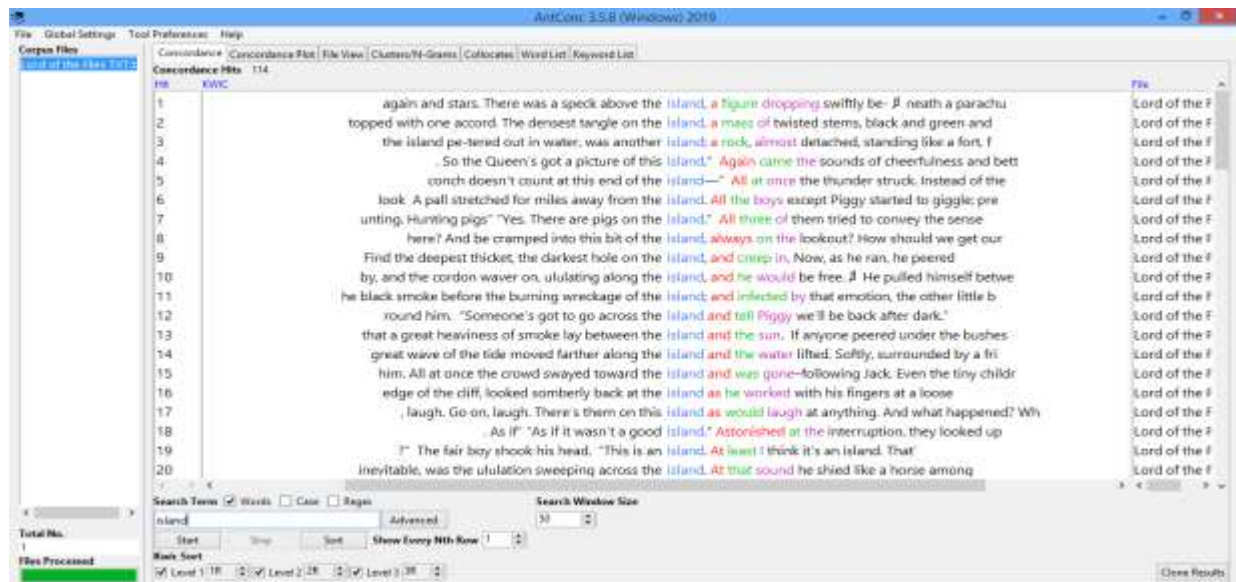 AntConc 3.5.8 (Windows) 2019
File Global Settings Tool Preferences Help
Corpus Files
Lord of the Flies TXT.t
Concordance Concordance Plot File View Clusters/N-Grams Collocates Word List Keyword List
Concordance Hits 114
Hit KWIC File
1 again and stars. There was a speck above the island, a figure dropping swiftly be- neath a parachu Lord of the F
2 topped with one accord. The densest tangle on the island, a mass of twisted stems, black and green and Lord of the F
3 the island pe-tered out in water, was another island; a rock, almost detached, standing like a fort, f Lord of the F
4 . So the Queen's got a picture of this island." Again came the sounds of cheerfulness and bett Lord of the F
5 conch doesn't count at this end of the island—" All at once the thunder struck. Instead of the Lord of the F
6 look. A pall stretched for miles away from the island. All the boys except Piggy started to giggle; pre Lord of the F
7 unting. Hunting pigs" "Yes. There are pigs on the island." All three of them tried to convey the sense Lord of the F
8 here? And be cramped into this bit of the island, always on the lookout? How should we get our Lord of the F
9 Find the deepest thicket, the darkest hole on the island, and creep in. Now, as he ran, he peered Lord of the F
10 by, and the cordon waver on, ululating along the island, and he would be free. He pulled himself betwe Lord of the F
11 he black smoke before the burning wreckage of the island; and infected by that emotion, the other little b Lord of the F
12 round him. "Someone's got to go across the island and tell Piggy we'll be back after dark." Lord of the F
13 that a great heaviness of smoke lay between the island and the sun. If anyone peered under the bushes Lord of the F
14 great wave of the tide moved farther along the island and the water lifted. Softly, surrounded by a fri Lord of the F
15 him. All at once the crowd swayed toward the island and was gone—following Jack. Even the tiny childr Lord of the F
16 edge of the cliff, looked somberly back at the island as he worked with his fingers at a loose Lord of the F
17 , laugh. Go on, laugh. There's them on this island as would laugh at anything. And what happened? Wh Lord of the F
18 . As if" "As if it wasn't a good island." Astonished at the interruption, they looked up Lord of the F
19 ?" The fair boy shook his head. "This is an island. At least I think it's an island. That' Lord of the F
20 inevitable, was the ululation sweeping across the island. At that sound he shied like a horse among Lord of the F
Search Term Words Case Regex Search Window Size
island Advanced 50
Total No.
1
Start Stop Sort Show Every Nth Row 1
Files Processed
Kwic Sort
Level 1 1R Level 2 2R Level 3 3R Clone Results